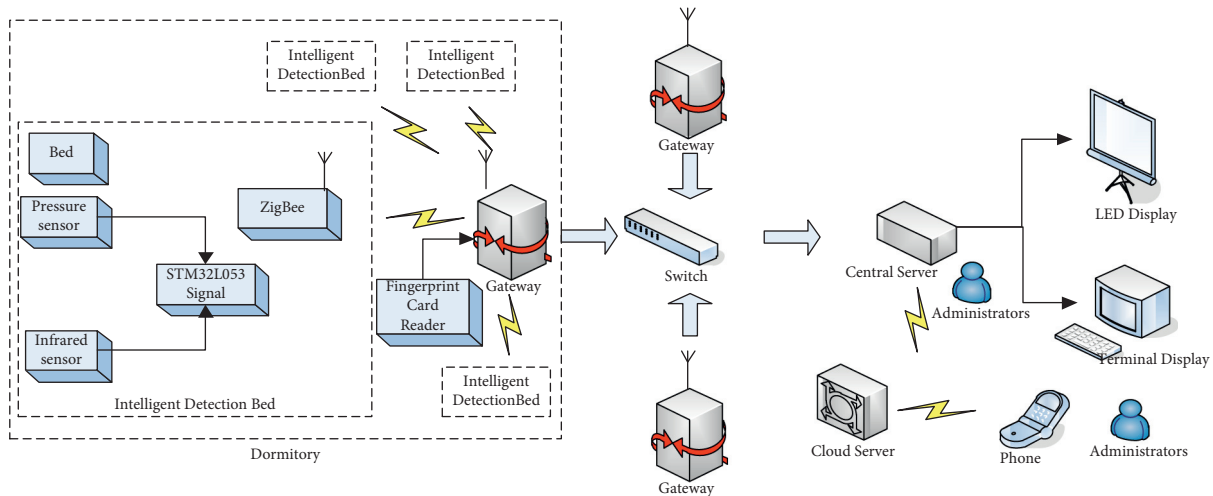 Intelligent
DetectionBed
Intelligent
DetectionBed
Bed
Pressure
sensor
ZigBee
STM32L053
Signal
Infrared
sensor
Intelligent Detection Bed
Fingerprint
Card
Reader
Gateway
Intelligent
DetectionBed
Dormitory
Gateway
Switch
Gateway
Central Server
Administrators
LED Display
Terminal Display
Cloud Server
Phone
Administrators